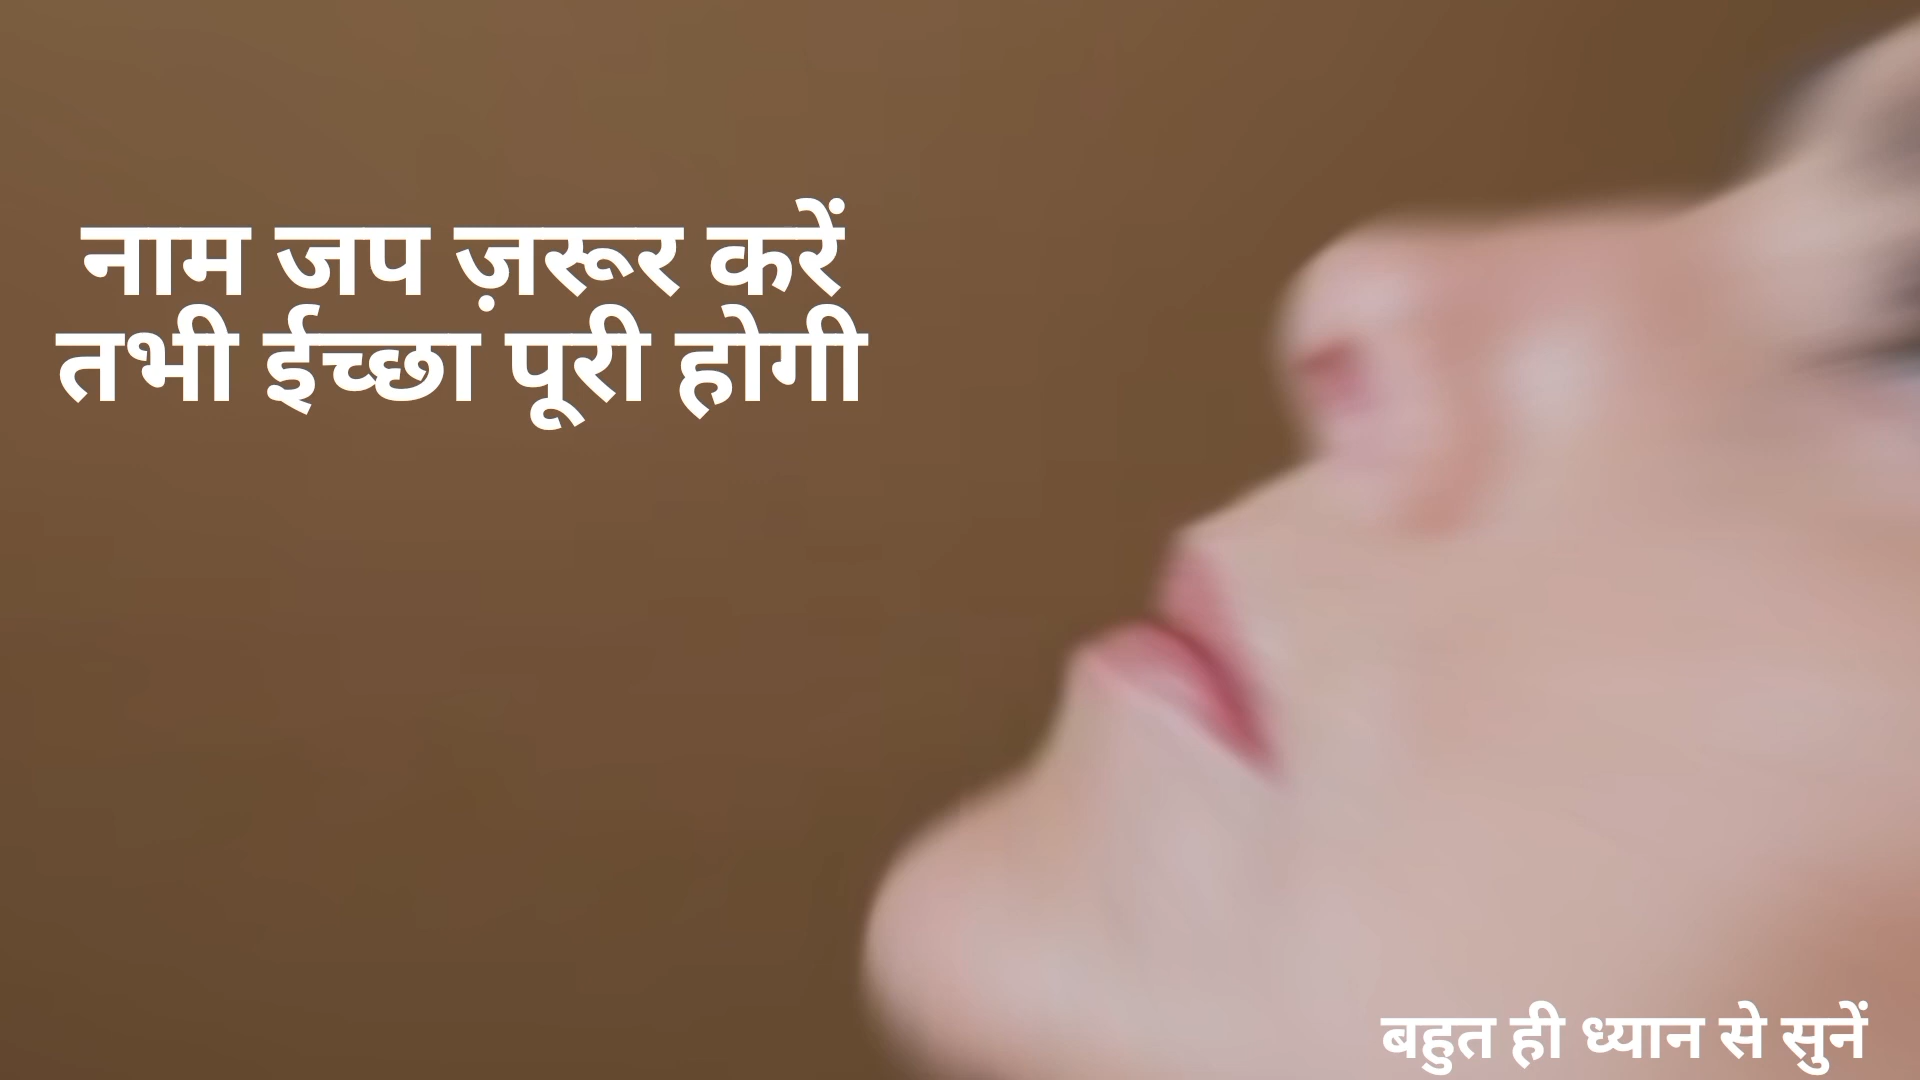 नाम जप ज़रूर करें
तभी ईच्छा पूरी होगी
बहुत ही ध्यान से सुनें